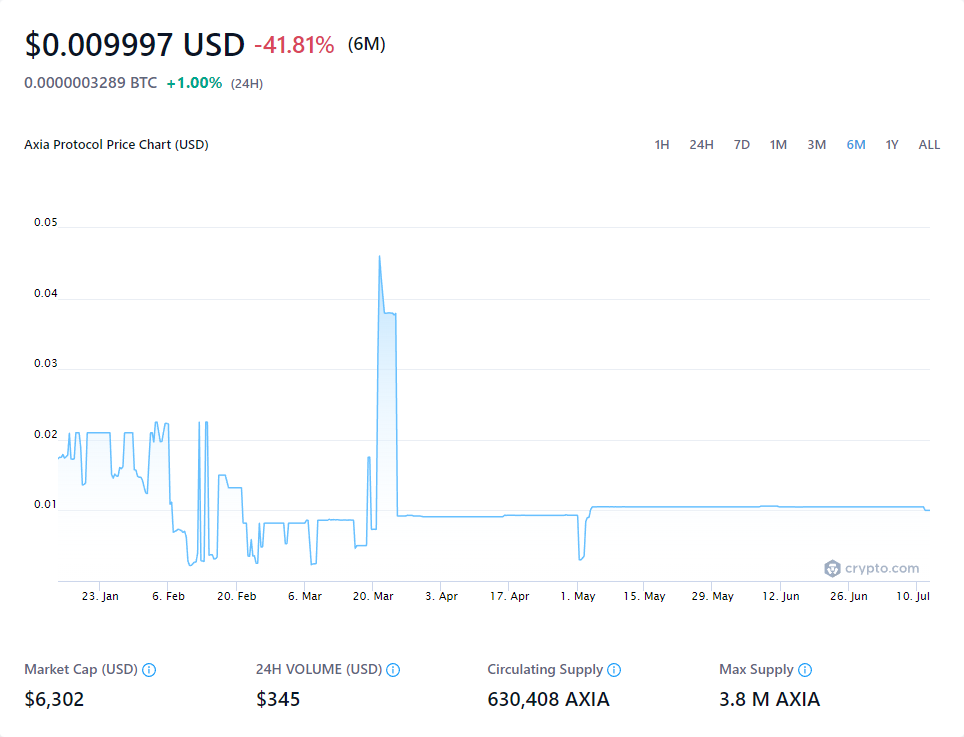 $0.009997 USD -41.81% (6M)
0.0000003289 BTC +1.00% (24H)
Axia Protocol Price Chart (USD)
1H 24H 7D 1M 3M 6M 1Y ALL
0.05
0.04
0.03
0.02
0.01
crypto.com
23. Jan 6. Feb 20. Feb 6. Mar 20. Mar 3. Apr 17. Apr 1. May 15. May 29. May 12. Jun 26. Jun 10. Jul
Market Cap (USD) 24H VOLUME (USD) Circulating Supply Max Supply
$6,302 $345 630,408 AXIA 3.8 M AXIA